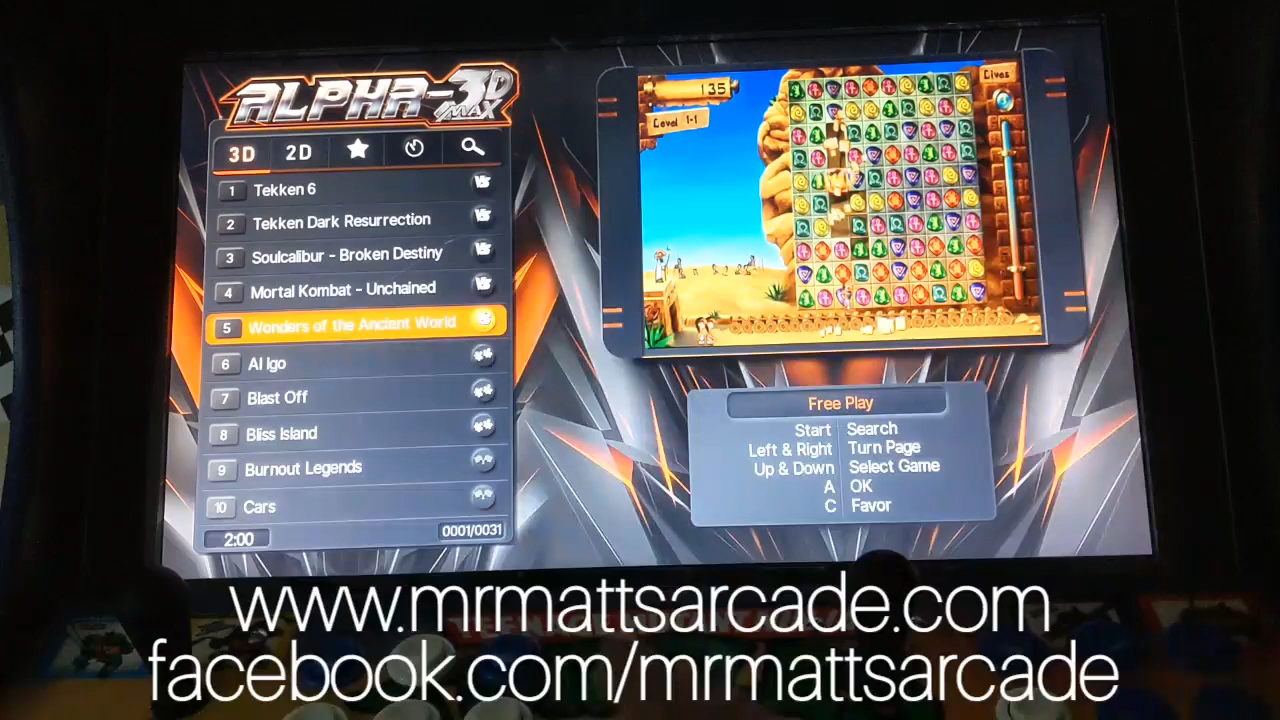 ALPHA-3D
MAX
3D 2D
1 Tekken 6
2 Tekken Dark Resurrection
3 Soulcalibur - Broken Destiny
4 Mortal Kombat - Unchained
5 Wonders of the Ancient World
6 AI Igo
7 Blast Off
8 Bliss Island
9 Burnout Legends
10 Cars
2:00 0001/0031
135
Level 1-1
Lives
Free Play
Start Search
Left & Right Turn Page
Up & Down Select Game
A OK
C Favor
www.mrmattsarcade.com
facebook.com/mrmattsarcade